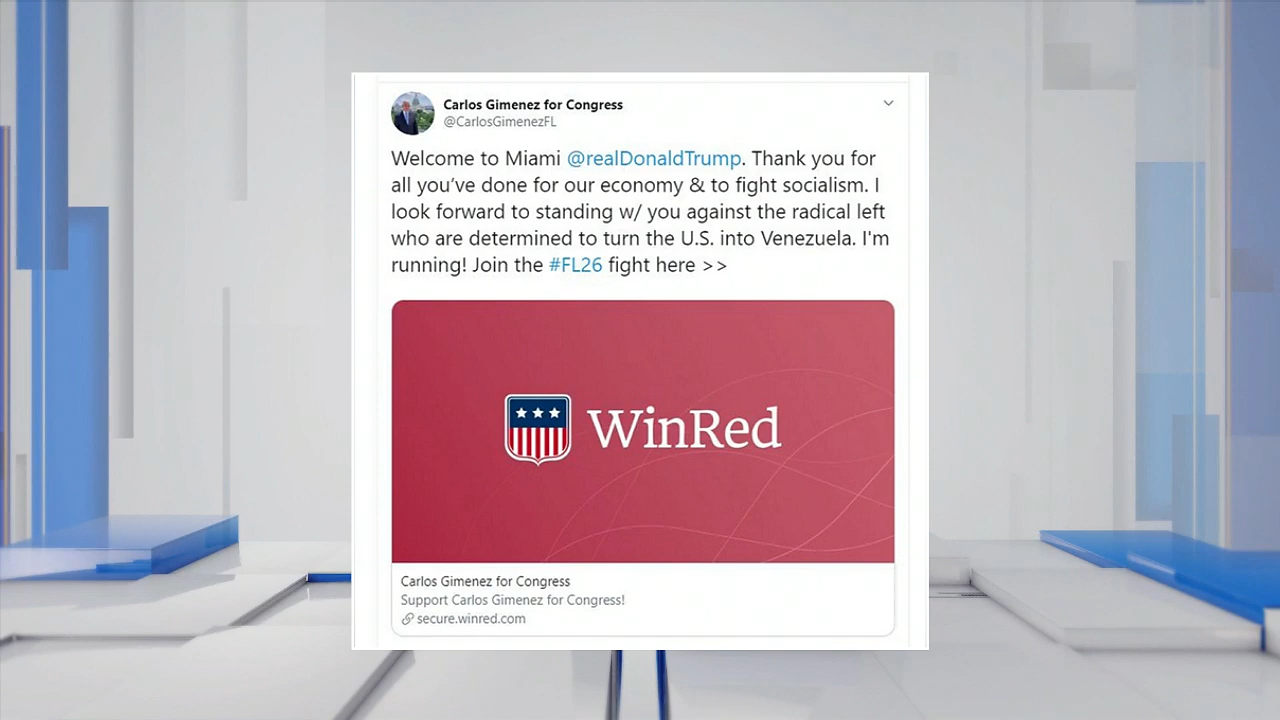 Carlos Gimenez for Congress
@CarlosGimenezFL
Welcome to Miami @realDonaldTrump. Thank you for
all you’ve done for our economy & to fight socialism. I
look forward to standing w/ you against the radical left
who are determined to turn the U.S. into Venezuela. I'm
running! Join the #FL26 fight here >>
WinRed
Carlos Gimenez for Congress
Support Carlos Gimenez for Congress!
secure.winred.com